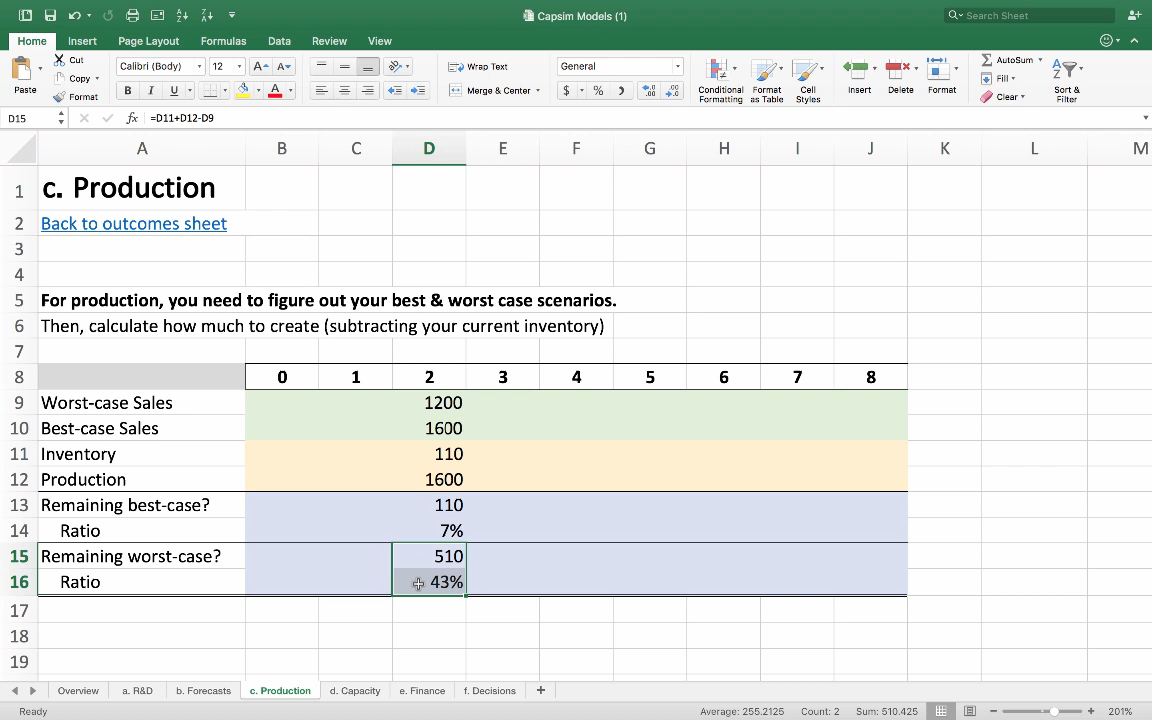 Capsim Models (1)
Search Sheet
Home Insert Page Layout Formulas Data Review View
Paste
Cut
Copy
Format
Calibri (Body) 12 A A
B I U A
Wrap Text
Merge & Center
General
$ % )
Conditional Formatting
Format as Table
Cell Styles
Insert
Delete
Format
AutoSum
Fill
Clear
Sort & Filter
D15 fx =D11+D12-D9
A B C D E F G H I J K L M
1 c. Production
2 Back to outcomes sheet
3
4
5 For production, you need to figure out your best & worst case scenarios.
6 Then, calculate how much to create (subtracting your current inventory)
7
8 0 1 2 3 4 5 6 7 8
9 Worst-case Sales 1200
10 Best-case Sales 1600
11 Inventory 110
12 Production 1600
13 Remaining best-case? 110
14 Ratio 7%
15 Remaining worst-case? 510
16 Ratio 43%
17
18
19
Overview a. R&D b. Forecasts c. Production d. Capacity e. Finance f. Decisions +
Ready Average: 255.2125 Count: 2 Sum: 510.425 201%